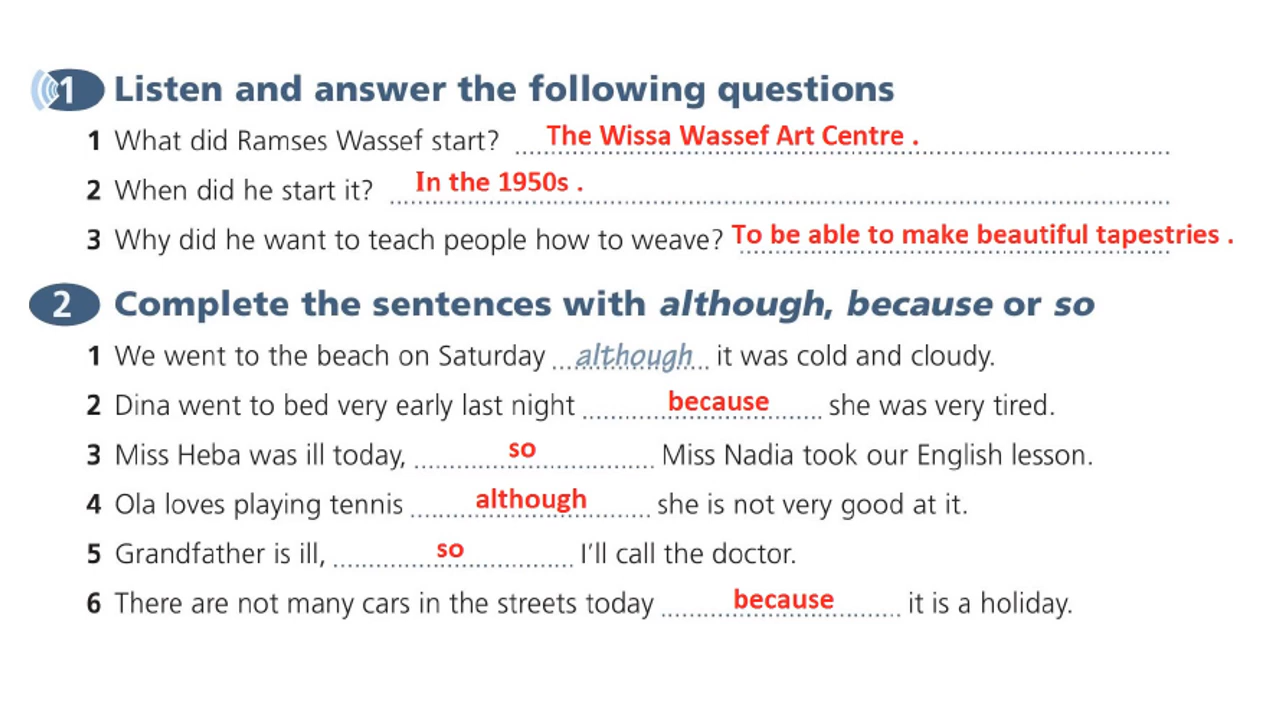 1 Listen and answer the following questions
1 What did Ramses Wassef start? The Wissa Wassef Art Centre .
2 When did he start it? In the 1950s .
3 Why did he want to teach people how to weave? To be able to make beautiful tapestries .
2 Complete the sentences with although, because or so
1 We went to the beach on Saturday although it was cold and cloudy.
2 Dina went to bed very early last night because she was very tired.
3 Miss Heba was ill today, so Miss Nadia took our English lesson.
4 Ola loves playing tennis although she is not very good at it.
5 Grandfather is ill, so I'll call the doctor.
6 There are not many cars in the streets today because it is a holiday.